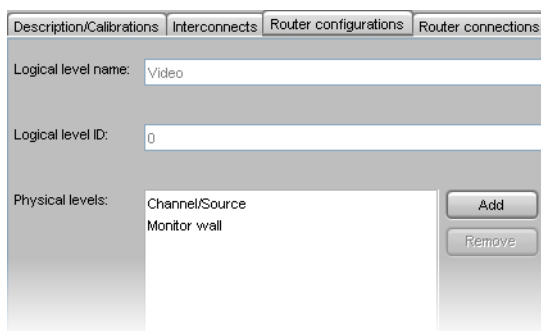 Description/Calibrations Interconnects Router configurations Router connections
Logical level name: Video
Logical level ID: 0
Physical levels: Channel/Source Add
Monitor wall Remove